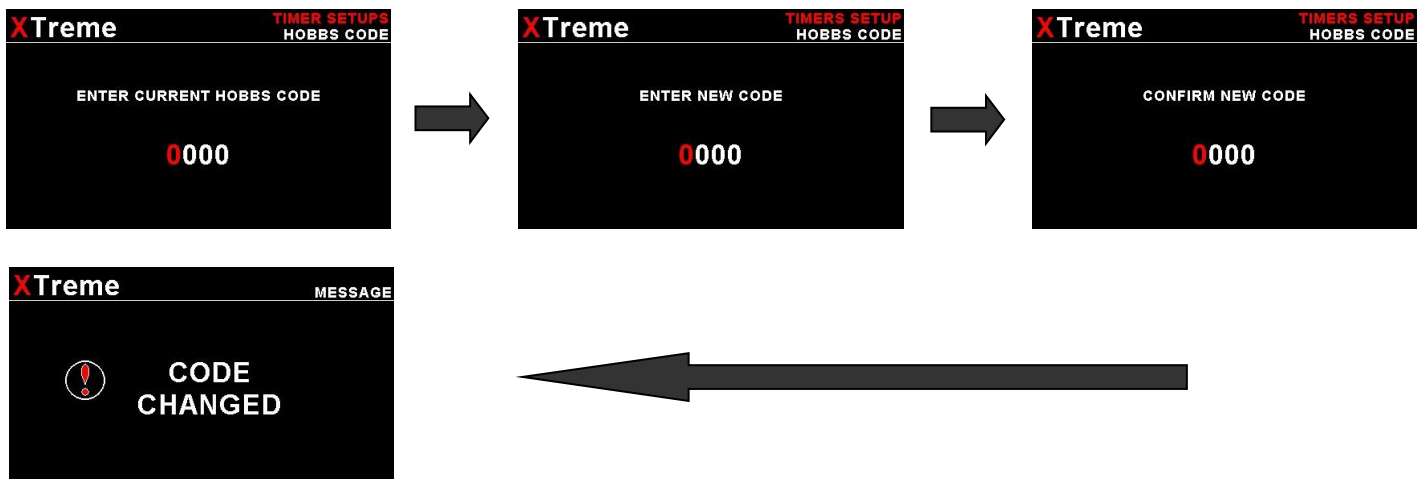 XTreme
TIMER SETUPS
HOBBS CODE
ENTER CURRENT HOBBS CODE
0000
XTreme
TIMERS SETUP
HOBBS CODE
ENTER NEW CODE
0000
XTreme
TIMERS SETUP
HOBBS CODE
CONFIRM NEW CODE
0000
XTreme
MESSAGE
CODE
CHANGED